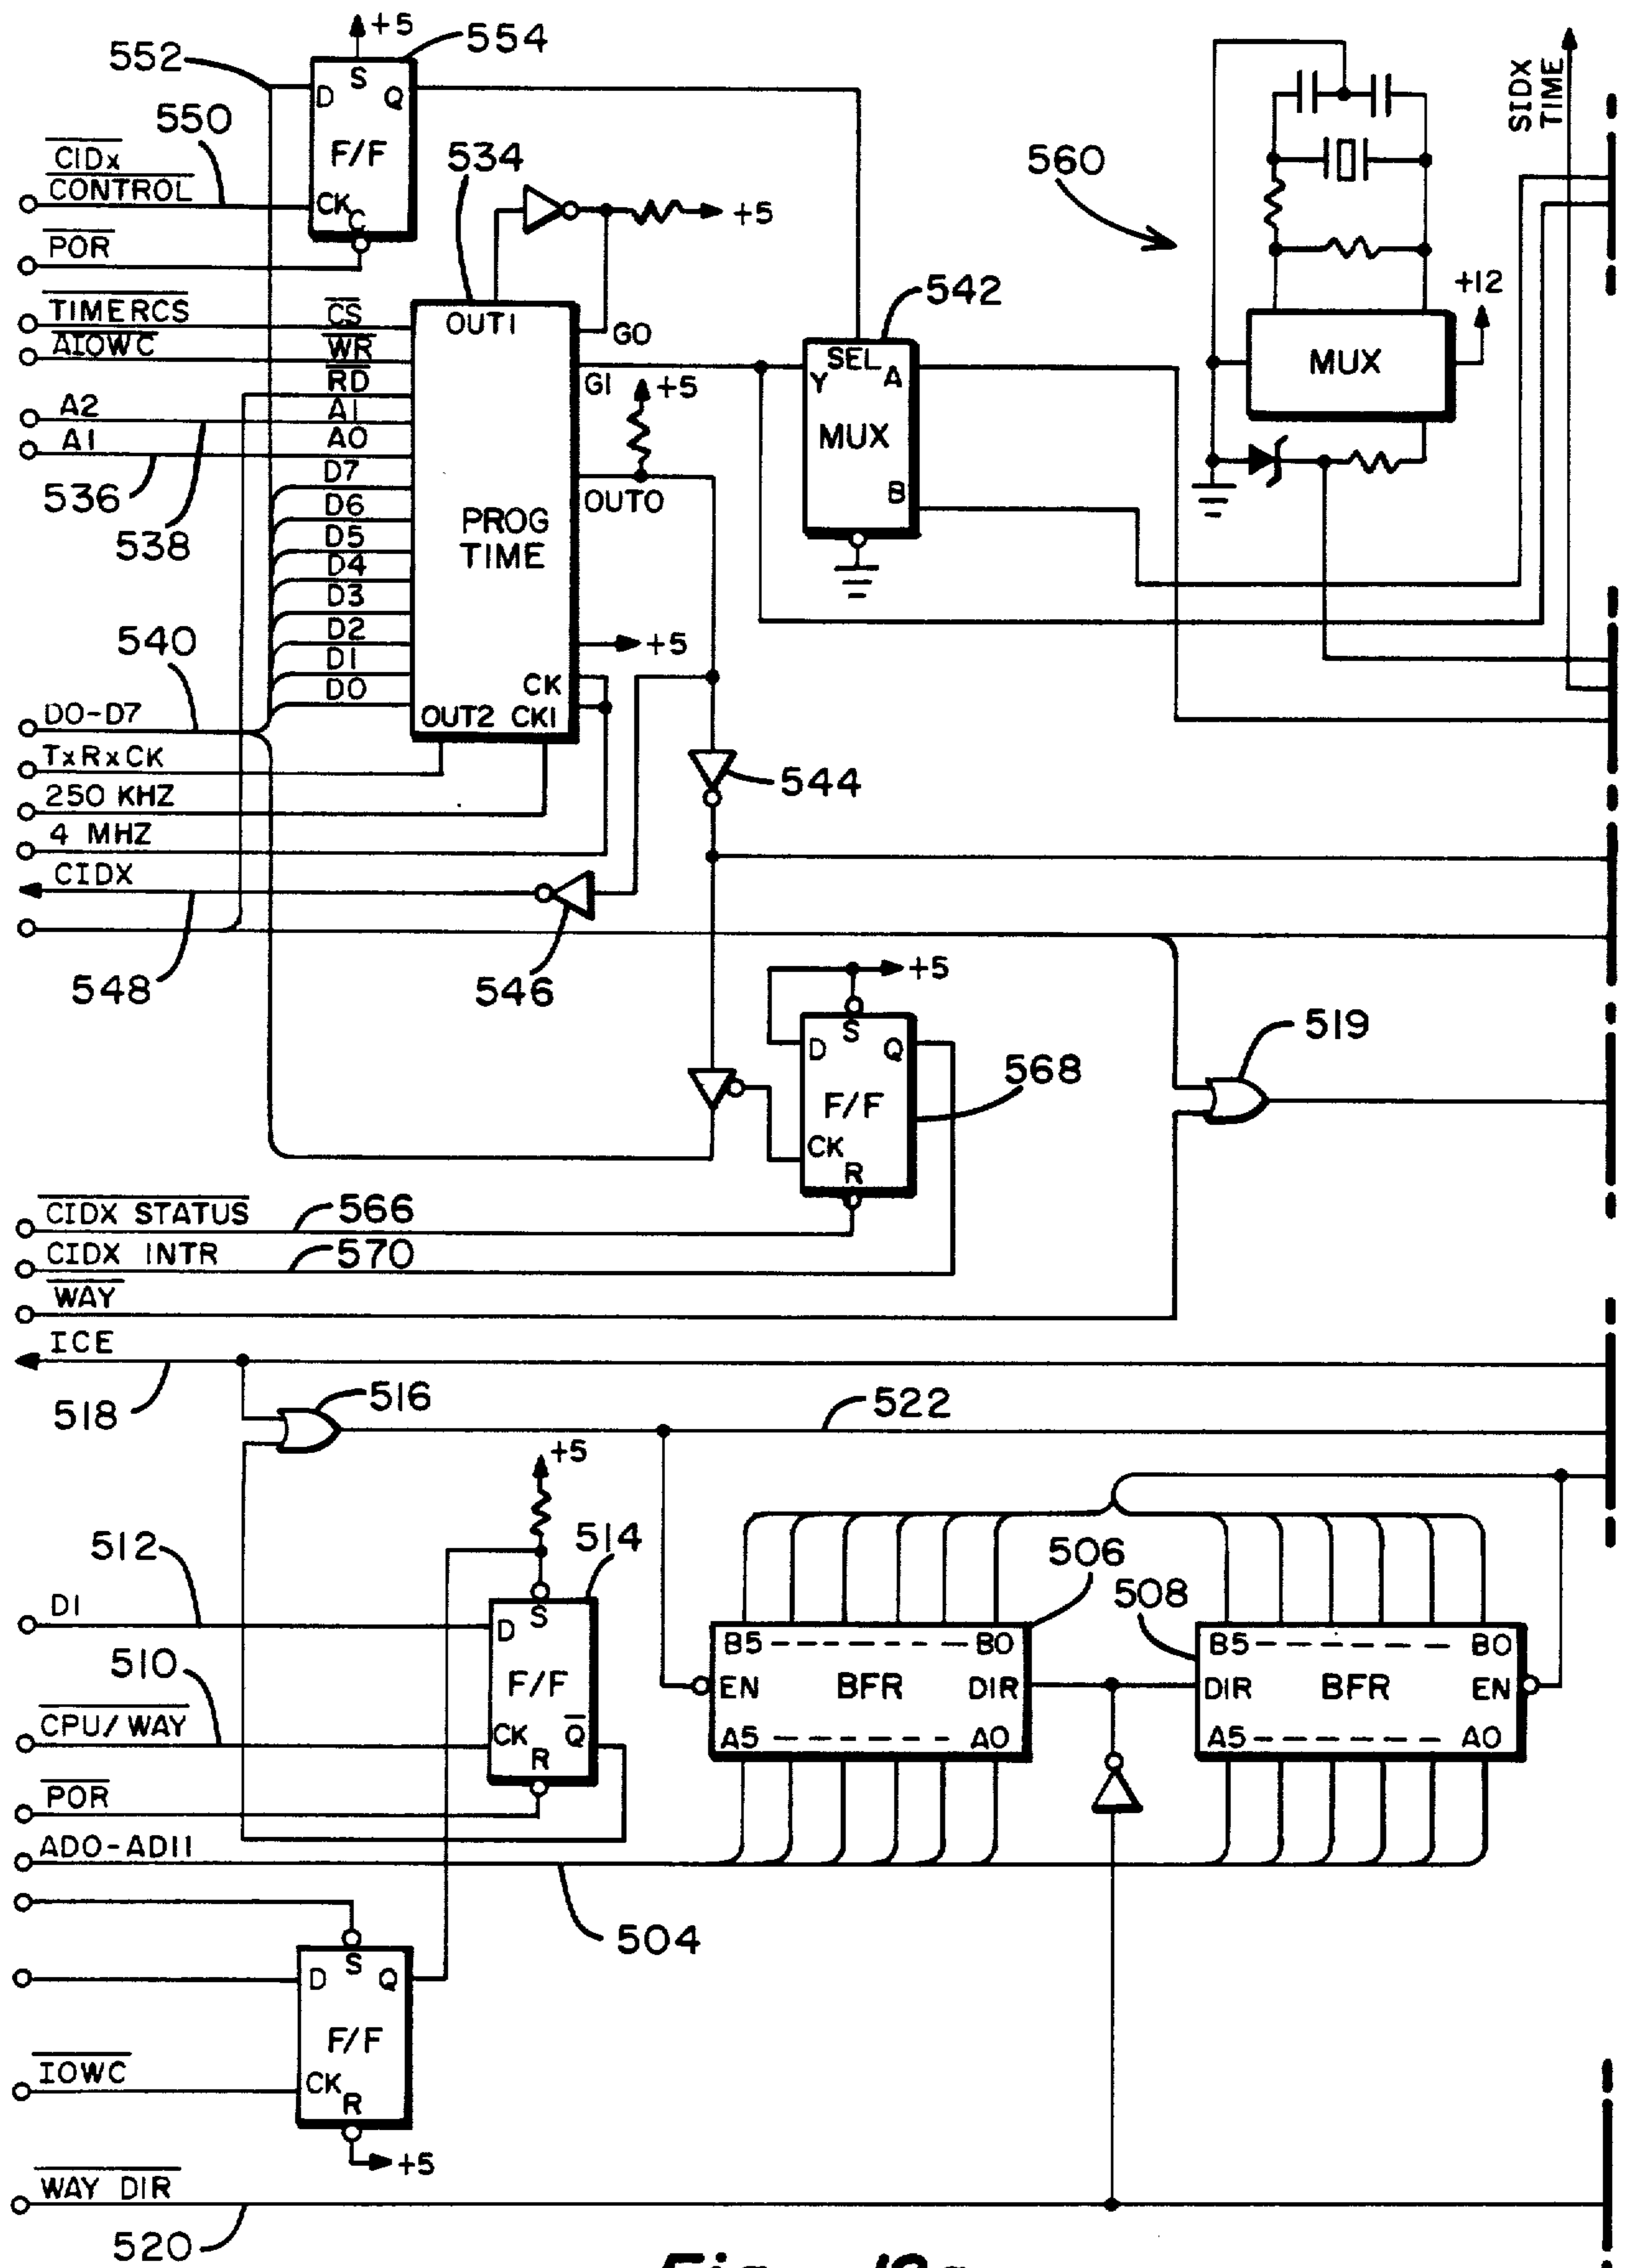 +5
554
552
S
D
Q
F/F
CK
C
550
CIDx
CONTROL
POR
534
+5
560
SIDX TIME
+12
MUX
TIMERCS
AIOWC
CS
WR
RD
A2
A1
A1
A0
536
538
D7
D6
D5
D4
D3
D2
D1
D0
OUT1
G0
G1
+5
OUT0
PROG
TIME
+5
CK
OUT2
CK1
542
SEL
Y
A
MUX
B
540
D0-D7
TxRxCK
250 KHZ
4 MHZ
CIDX
544
548
546
+5
S
D
Q
F/F
CK
R
568
519
CIDX STATUS
566
CIDX INTR
570
WAY
ICE
518
516
522
+5
512
514
D1
S
D
F/F
510
CPU/WAY
CK
Q
R
POR
AD0-AD11
504
506
508
B5
B0
EN
BFR
DIR
A5
A0
B5
B0
DIR
BFR
EN
A5
A0
S
D
Q
F/F
IOWC
CK
R
+5
WAY DIR
520